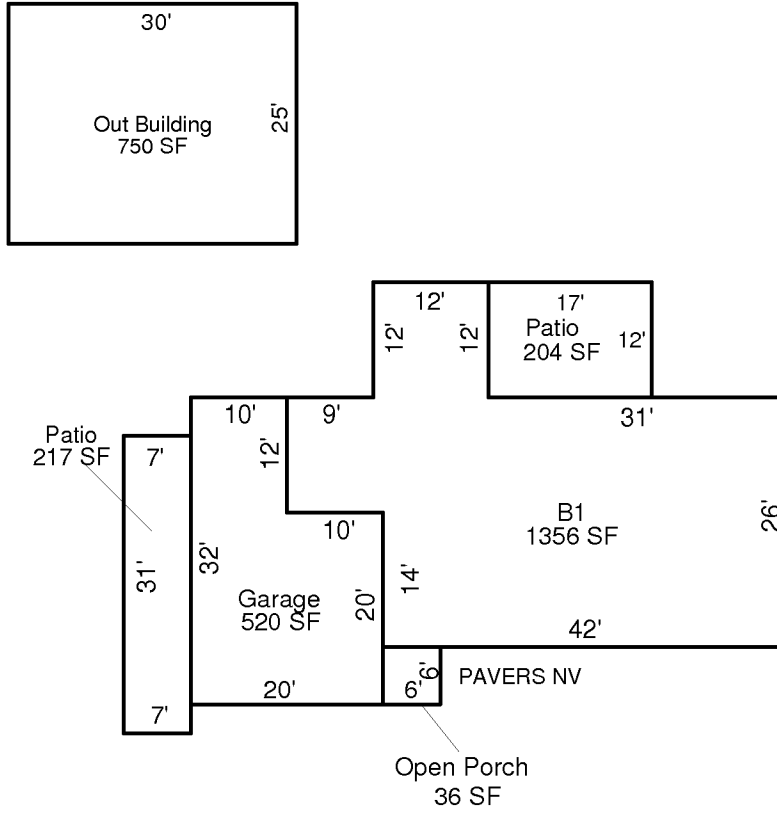 30'
25'
Out Building
750 SF
12'
12'
12'
17'
Patio
204 SF
12'
10'
9'
31'
12'
Patio
217 SF
7'
31'
7'
32'
10'
B1
1356 SF
26'
14'
20'
Garage
520 SF
20'
42'
6'
6'
PAVERS NV
Open Porch
36 SF